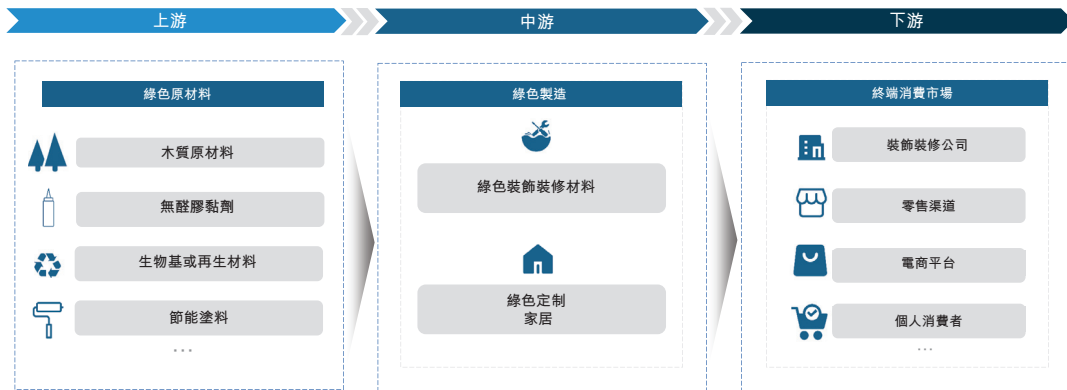 上游
中游
下游
綠色原材料
木質原材料
無醛膠黏劑
生物基或再生材料
節能塗料
...
綠色製造
綠色裝飾裝修材料
綠色定制
家居
終端消費市場
裝飾裝修公司
零售渠道
電商平台
個人消費者
...